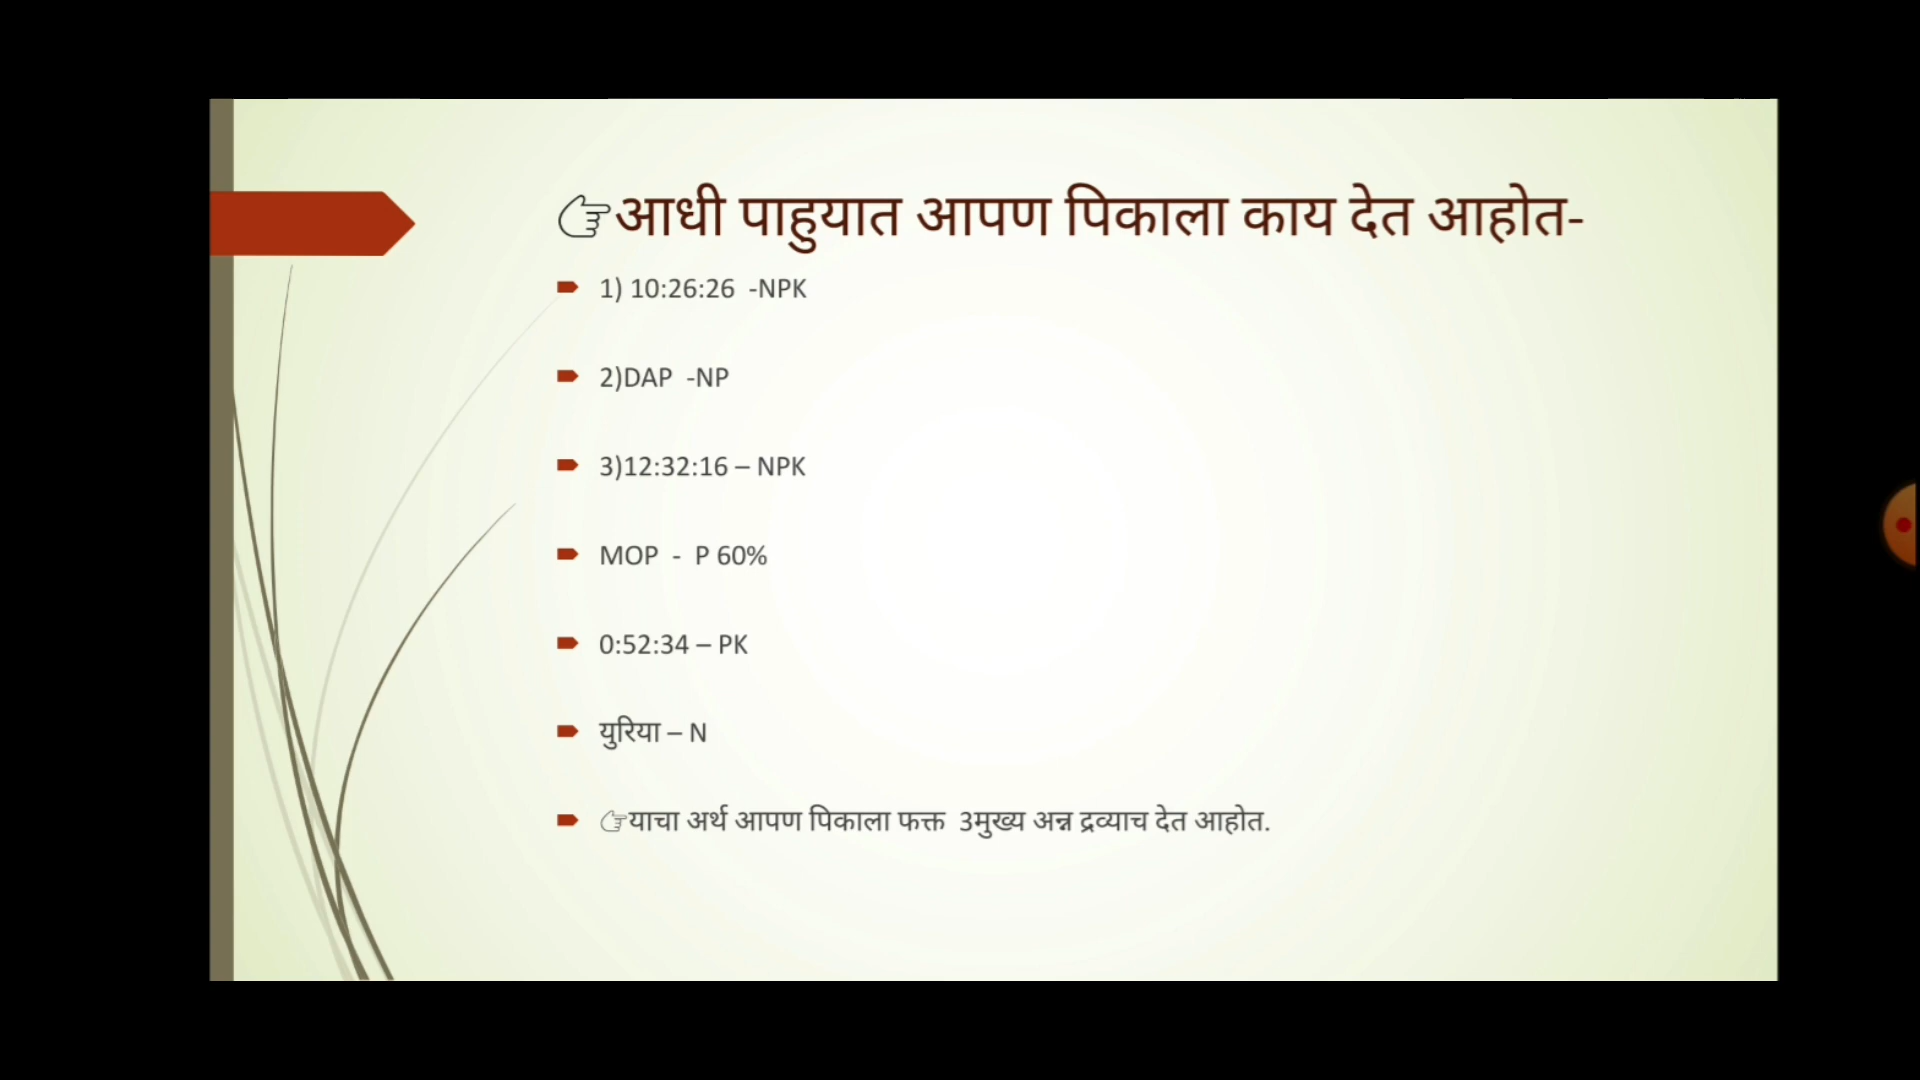 👉आधी पाहुयात आपण पिकाला काय देत आहोत-
1) 10:26:26 -NPK
2)DAP -NP
3)12:32:16 – NPK
MOP - P 60%
0:52:34 – PK
युरिया – N
👉याचा अर्थ आपण पिकाला फक्त 3मुख्य अन्न द्रव्याच देत आहोत.